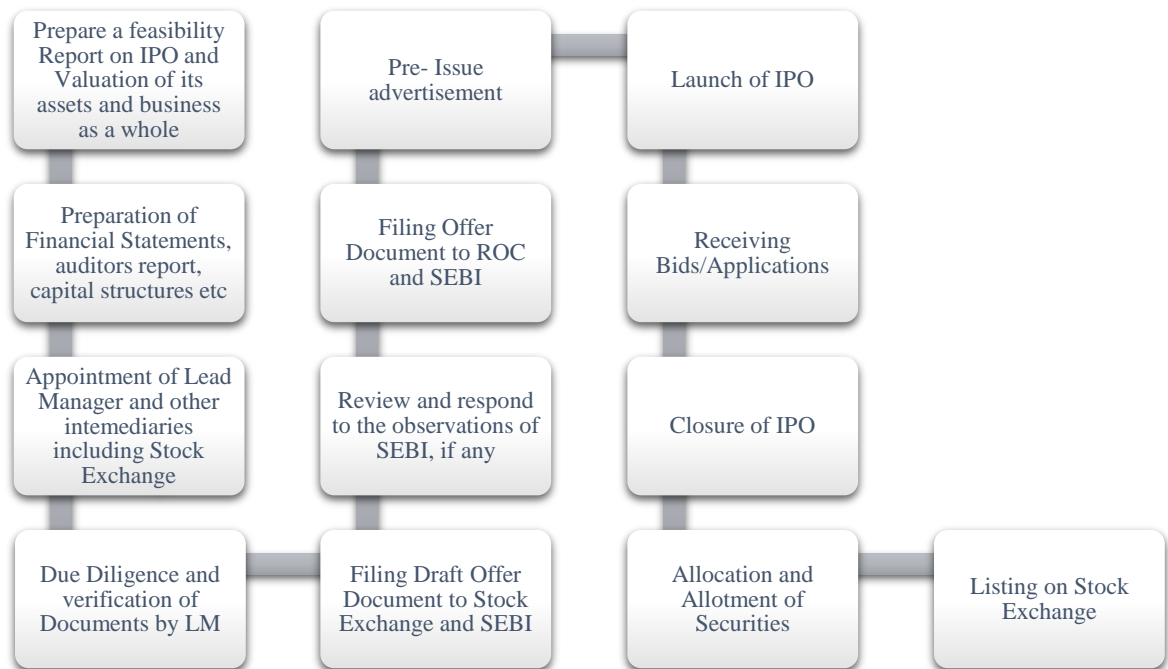 Prepare a feasibility
Report on IPO and
Valuation of its
assets and business
as a whole
Preparation of
Financial Statements,
auditors report,
capital structures etc
Appointment of Lead
Manager and other
intemediaries
including Stock
Exchange
Due Diligence and
verification of
Documents by LM
Filing Draft Offer
Document to Stock
Exchange and SEBI
Review and respond
to the observations of
SEBI, if any
Filing Offer
Document to ROC
and SEBI
Pre- Issue
advertisement
Launch of IPO
Receiving
Bids/Applications
Closure of IPO
Allocation and
Allotment of
Securities
Listing on Stock
Exchange